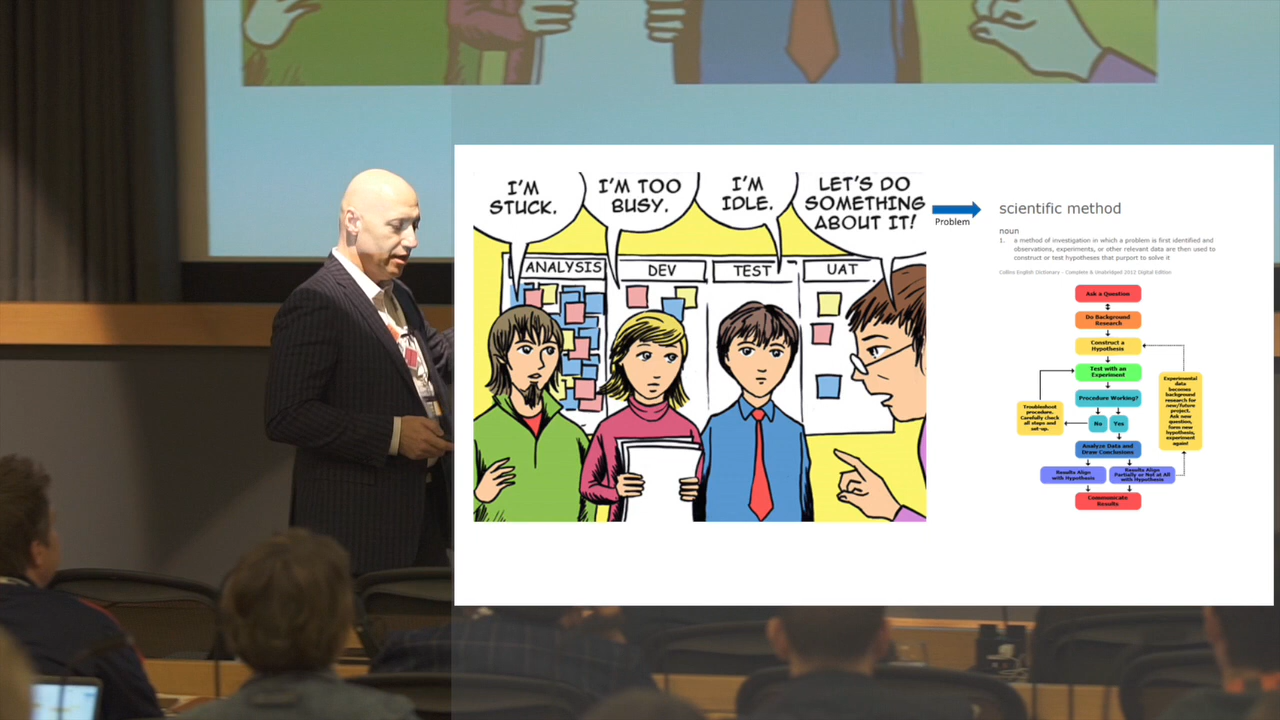 I'M
STUCK.
I'M TOO
BUSY.
I'M
IDLE.
LET'S DO
SOMETHING
ABOUT IT!
ANALYSIS
DEV
TEST
UAT
Problem
scientific method
noun
1. a method of investigation in which a problem is first identified and
observations, experiments, or other relevant data are then used to
construct or test hypotheses that purport to solve it
Collins English Dictionary - Complete & Unabridged 2012 Digital Edition
Ask a Question
Do Background
Research
Construct a
Hypothesis
Test with an
Experiment
Procedure Working?
No
Yes
Troubleshoot
procedure.
Carefully check
all steps and
set-up.
Experimental
data
becomes
background
research for
new/future
project.
Ask new
question,
form new
hypothesis,
experiment
again!
Analyze Data and
Draw Conclusions
Results Align
with Hypothesis
Results Align
Partially or Not at All
with Hypothesis
Communicate
Results